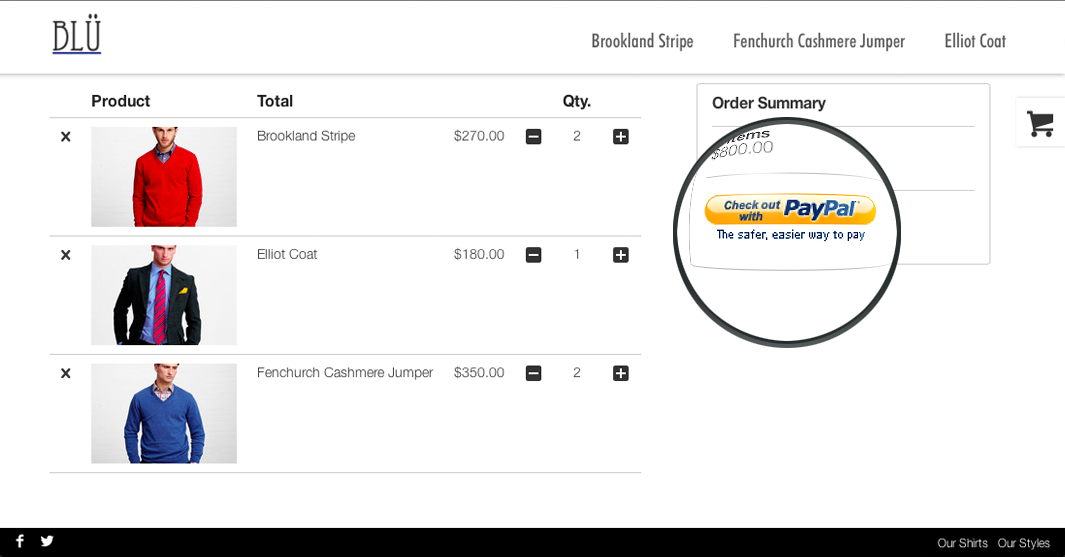 BLÜ
Brookland Stripe Fenchurch Cashmere Jumper Elliot Coat
Product Total Qty.
Brookland Stripe $270.00 2
Elliot Coat $180.00 1
Fenchurch Cashmere Jumper $350.00 2
Order Summary
items
$800.00
Check out
with PayPal
The safer, easier way to pay
Our Shirts Our Styles